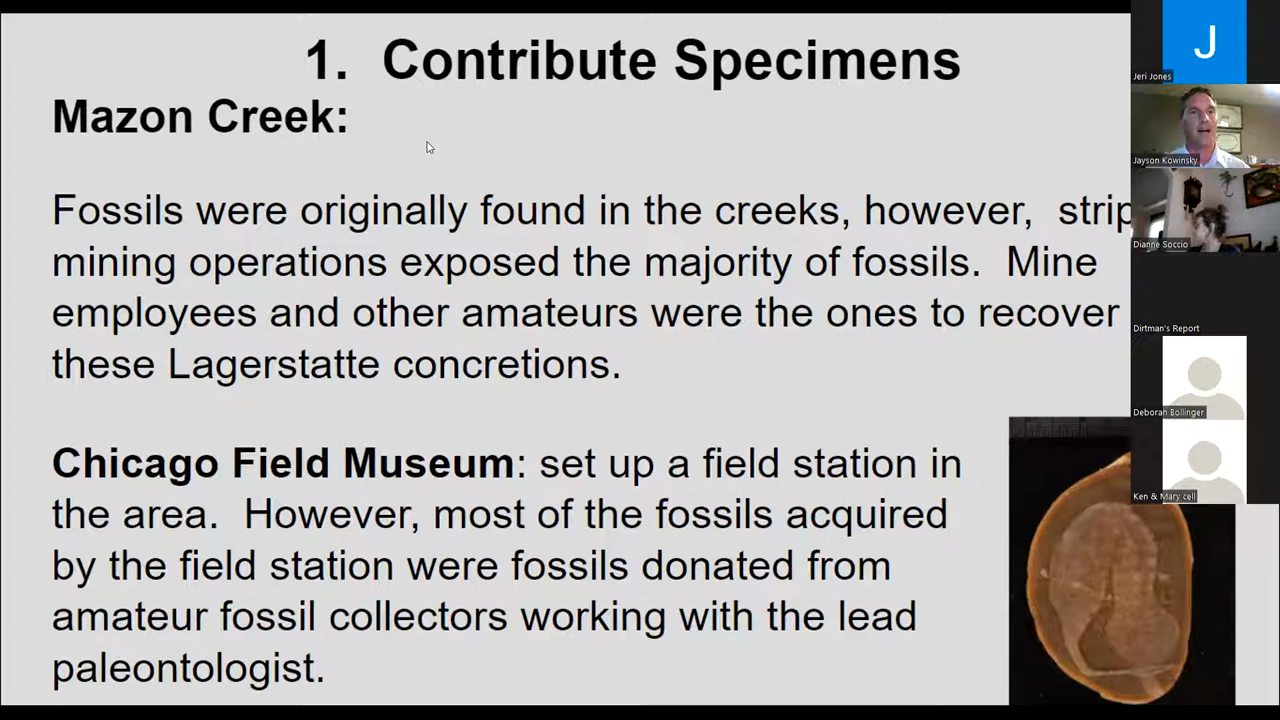 1. Contribute Specimens
Mazon Creek:
Fossils were originally found in the creeks, however, strip
mining operations exposed the majority of fossils. Mine
employees and other amateurs were the ones to recover
these Lagerstatte concretions.
Chicago Field Museum: set up a field station in
the area. However, most of the fossils acquired
by the field station were fossils donated from
amateur fossil collectors working with the lead
paleontologist.
J
Jeri Jones
Jayson Kowinsky
Dianne Soccio
Dirtman's Report
Deborah Bollinger
Ken & Mary cell